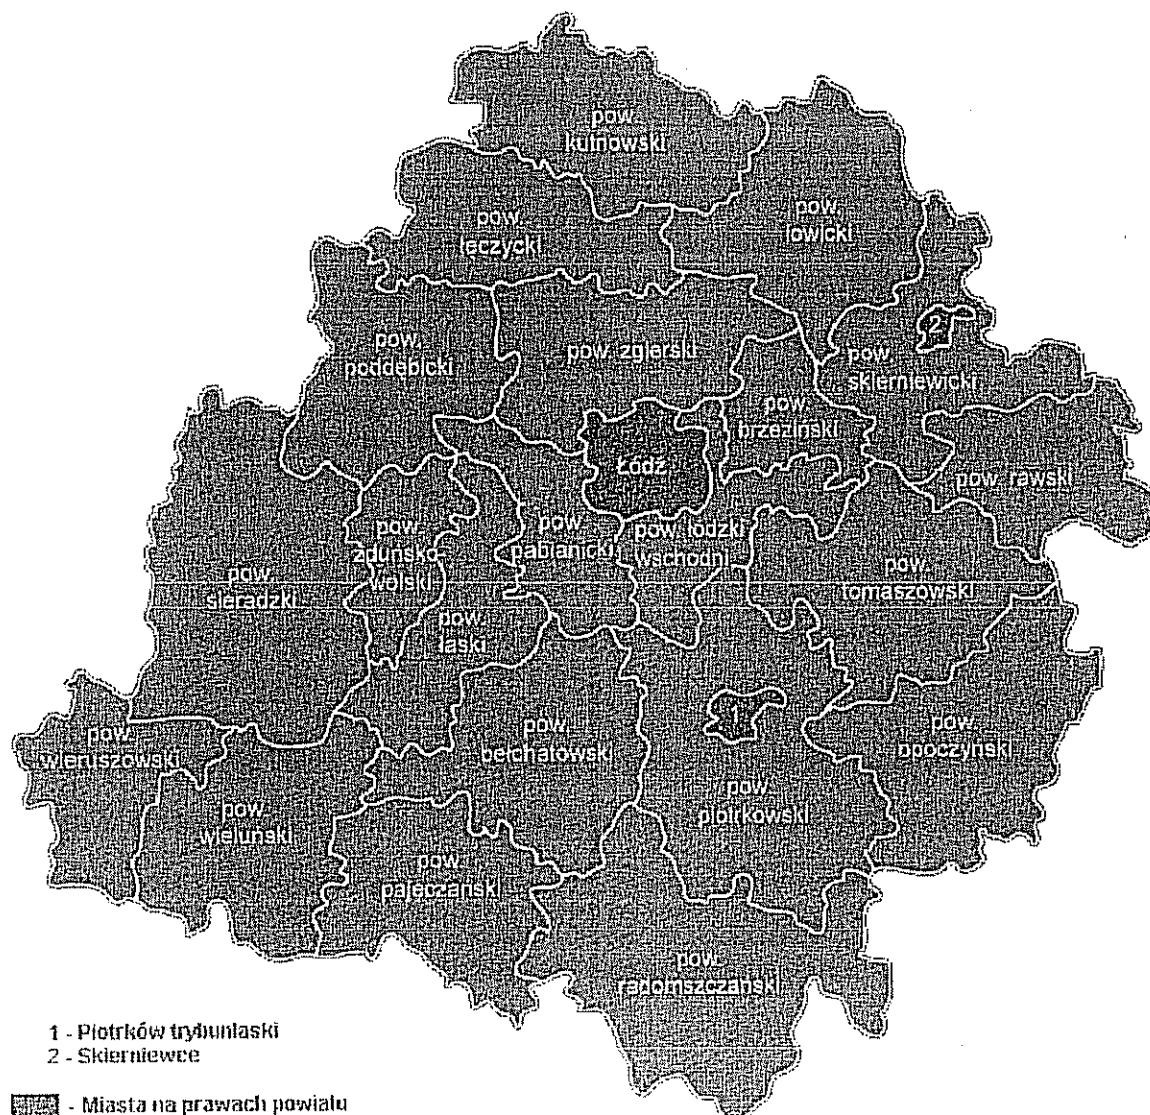 pow.
kutnowski
pow.
łowicki
pow.
łęczycki
2
pow.
poddębicki
pow. zgierski
pow.
skierniewicki
pow.
brzeziński
Łódź
pow. rawski
pow.
zduńsko-
wolski
pow.
pabianicki
pow. łódzki
wschodni
pow.
sieradzki
pow.
tomaszowski
pow.
łaski
1
pow.
wieruszowski
pow.
bełchatowski
pow.
opoczyński
pow.
wieluński
pow.
piotrkowski
pow.
pajęczański
pow.
radomszczański
1 - Piotrków trybunlaski
2 - Skierniewce
- Miasta na prawach powiatu